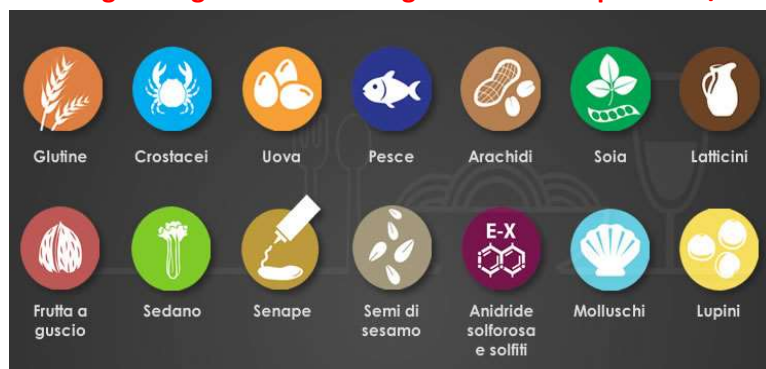 Glutine
Crostacei
Uova
Pesce
Arachidi
Soia
Latticini
E-X
Frutta a
guscio
Sedano
Senape
Semi di
sesamo
Anidride
solforosa
e solfiti
Molluschi
Lupini